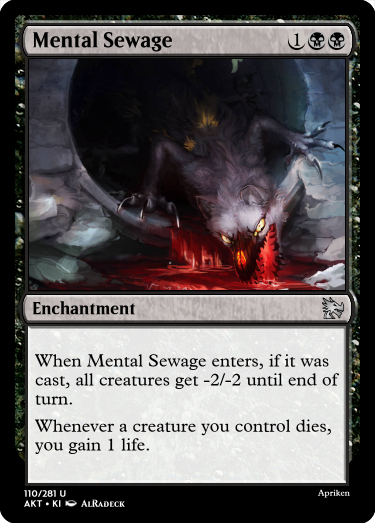 Mental Sewage 1
Enchantment
When Mental Sewage enters, if it was
cast, all creatures get -2/-2 until end of
turn.
Whenever a creature you control dies,
you gain 1 life.
110/281 U
Apriken
AKT • KI ALRADECK